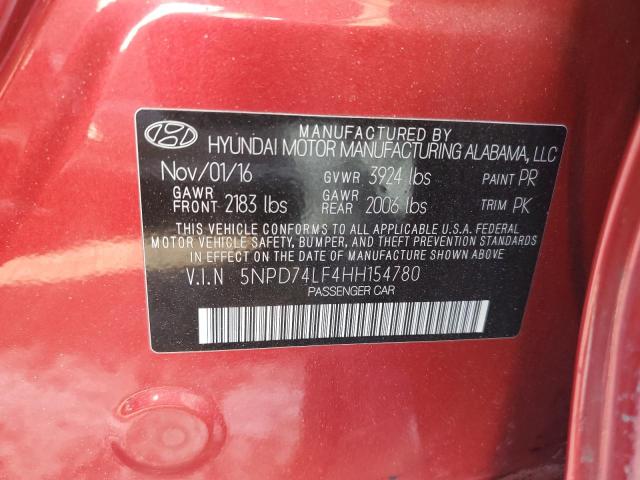 MANUFACTURED BY
HYUNDAI MOTOR MANUFACTURING ALABAMA, LLC
Nov/01/16 GVWR 3924 lbs PAINT PR
GAWR FRONT 2183 lbs GAWR REAR 2006 lbs TRIM PK
THIS VEHICLE CONFORMS TO ALL APPLICABLE U.S.A. FEDERAL
MOTOR VEHICLE SAFETY, BUMPER, AND THEFT PREVENTION STANDARDS
IN EFFECT ON THE DATE OF MANUFACTURE SHOWN ABOVE
V.I.N 5NPD74LF4HH154780
PASSENGER CAR